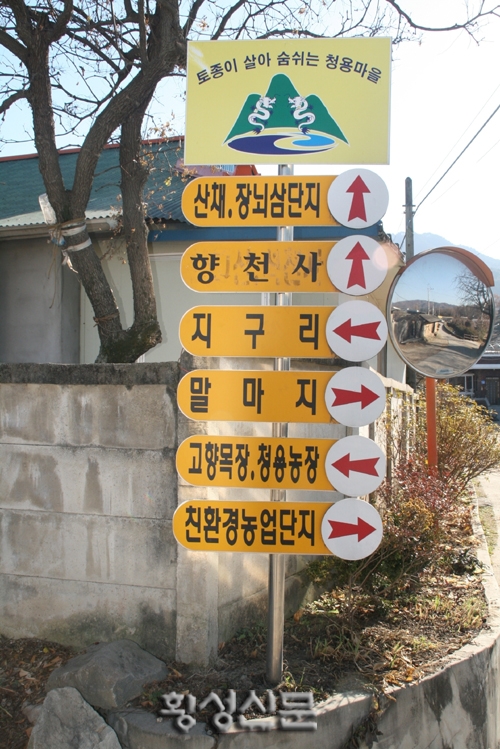 토종이 살아 숨쉬는 청용마을
산채.장뇌삼단지
향천사
지구리
말마지
고향목장.청용농장
친환경농업단지
횡성신문